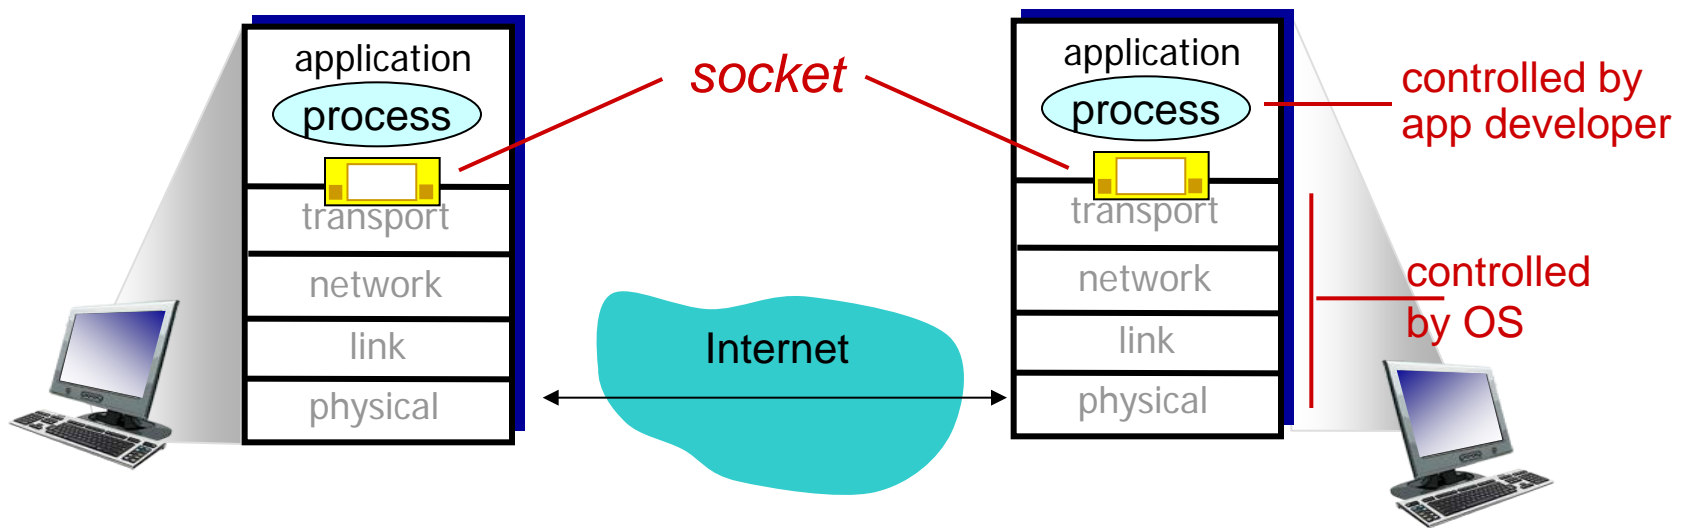 application
process
transport
network
link
physical
socket
Internet
application
process
transport
network
link
physical
controlled by
app developer
controlled
by OS